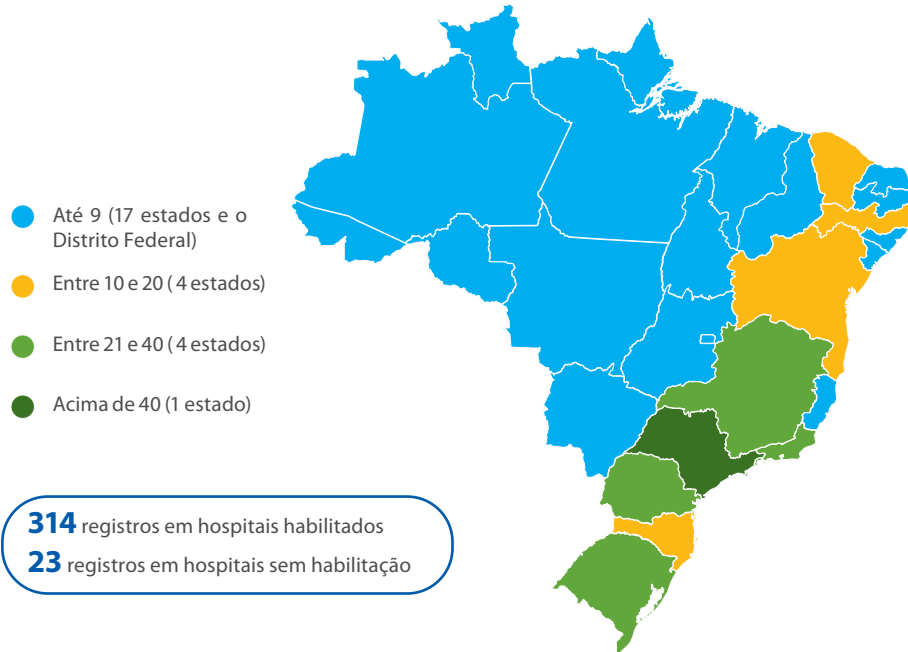 Até 9 (17 estados e o
Distrito Federal)
Entre 10 e 20 ( 4 estados)
Entre 21 e 40 ( 4 estados)
Acima de 40 (1 estado)
314 registros em hospitais habilitados
23 registros em hospitais sem habilitação